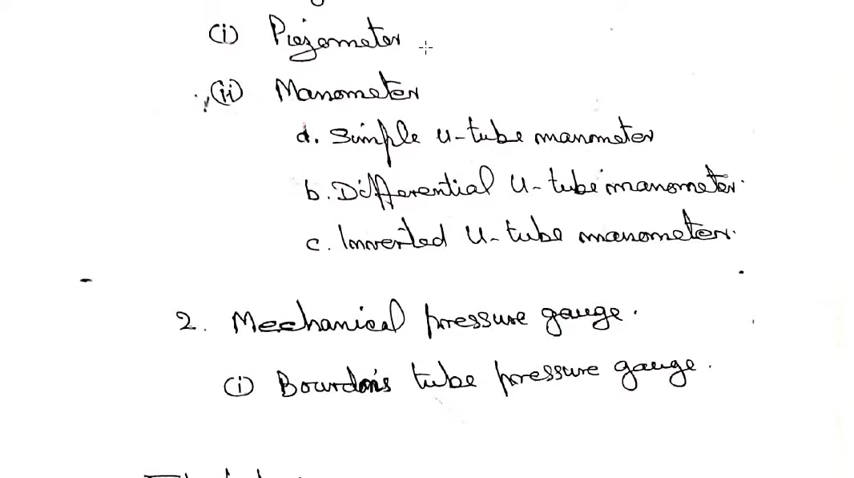 (i) Piezometer
(ii) Manometer
a. Simple U-tube manometer
b. Differential U-tube manometer.
c. Inverted U-tube manometer.
2. Mechanical pressure gauge.
(i) Bourdon's tube pressure gauge.